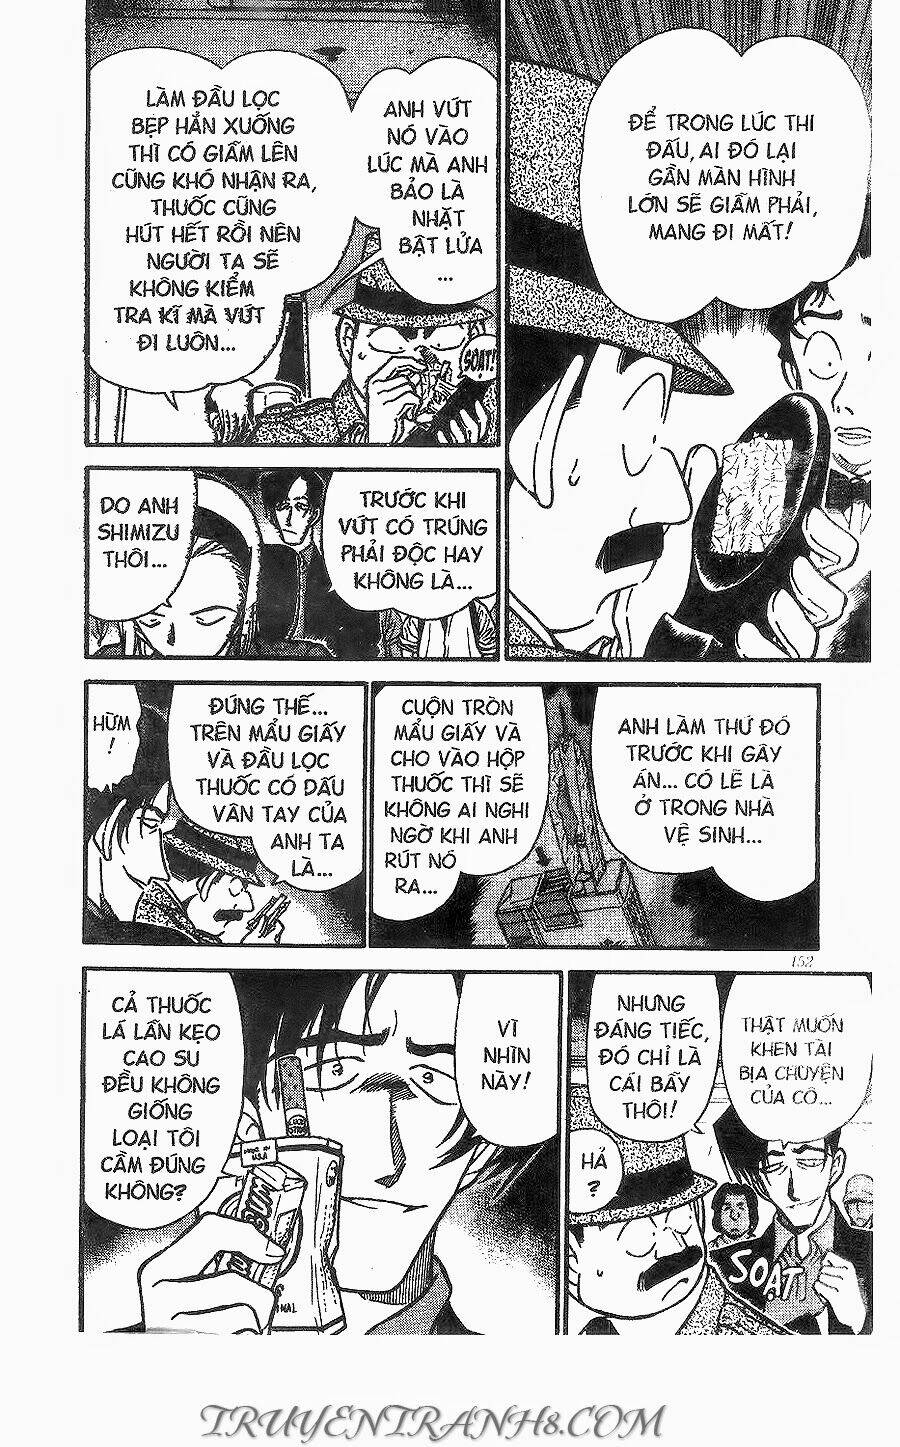 ĐỂ TRONG LÚC THI
ĐẤU, AI ĐÓ LẠI
GẦN MÀN HÌNH
LỚN SẼ GIẪM PHẢI,
MANG ĐI MẤT!
ANH VỨT
NÓ VÀO
LÚC MÀ ANH
BẢO LÀ
NHẶT
BẬT LỬA
...
LÀM ĐẦU LỌC
BẸP HẲN XUỐNG
THÌ CÓ GIẪM LÊN
CŨNG KHÓ NHẬN RA,
THUỐC CŨNG
HÚT HẾT RỒI NÊN
NGƯỜI TA SẼ
KHÔNG KIỂM
TRA KĨ MÀ VỨT
ĐI LUÔN...
SOẠT!
TRƯỚC KHI
VỨT CÓ TRÚNG
PHẢI ĐỘC HAY
KHÔNG LÀ...
DO ANH
SHIMIZU
THÔI...
ANH LÀM THỨ ĐÓ
TRƯỚC KHI GÂY
ÁN... CÓ LẼ LÀ
Ở TRONG NHÀ
VỆ SINH...
CUỘN TRÒN
MẨU GIẤY VÀ
CHO VÀO HỘP
THUỐC THÌ SẼ
KHÔNG AI NGHI
NGỜ KHI ANH
RÚT NÓ
RA...
ĐÚNG THẾ...
TRÊN MẨU GIẤY
VÀ ĐẦU LỌC
THUỐC CÓ DẤU
VÂN TAY CỦA
ANH TA
LÀ...
HỪM
!
152
THẬT MUỐN
KHEN TÀI
BỊA CHUYỆN
CỦA CÔ...
SOẠT
NHƯNG
ĐÁNG TIẾC,
ĐÓ CHỈ LÀ
CÁI BẪY
THÔI!
HẢ
?
VÌ
NHÌN
NÀY!
CẢ THUỐC
LÁ LẪN KẸO
CAO SU
ĐỀU KHÔNG
GIỐNG
LOẠI TÔI
CẦM ĐÚNG
KHÔNG?
MADE IN
USA
GUM
TRUYENTRANH8.COM